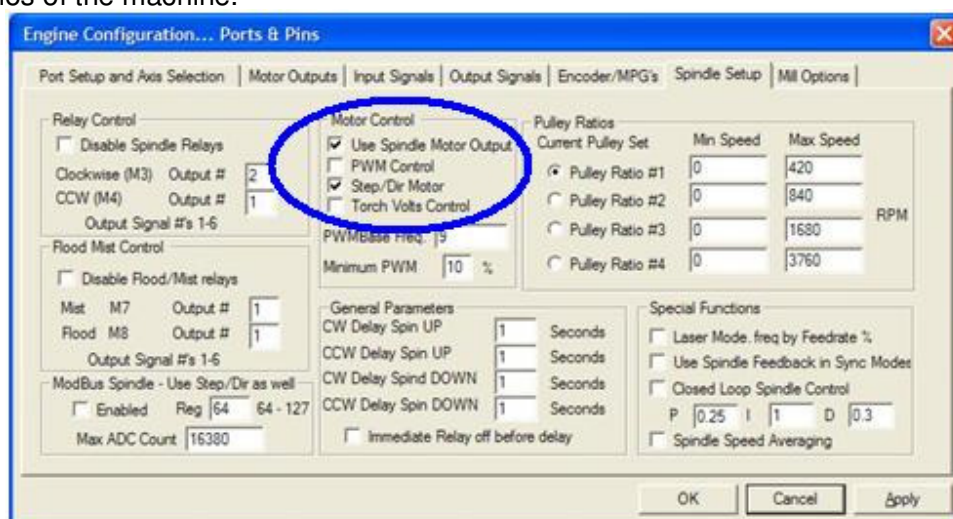 nes of the machine.
Engine Configuration... Ports & Pins
Port Setup and Axis Selection Motor Outputs Input Signals Output Signals Encoder/MPG's Spindle Setup Mill Options
Relay Control
Disable Spindle Relays
Clockwise (M3) Output # 2
CCW (M4) Output # 1
Output Signal #'s 1-6
Flood Mist Control
Disable Flood/Mist relays
Mist M7 Output # 1
Flood M8 Output # 1
Output Signal #'s 1-6
ModBus Spindle - Use Step/Dir as well
Enabled Reg 64 64 - 127
Max ADC Count 16380
Motor Control
Use Spindle Motor Output
PWM Control
Step/Dir Motor
Torch Volts Control
PWMBase Freq. 9
Minimum PWM 10 %
General Parameters
CW Delay Spin UP 1 Seconds
CCW Delay Spin UP 1 Seconds
CW Delay Spind DOWN 1 Seconds
CCW Delay Spin DOWN 1 Seconds
Immediate Relay off before delay
Pulley Ratios
Current Pulley Set Min Speed Max Speed
Pulley Ratio #1 0 420
Pulley Ratio #2 0 840
RPM
Pulley Ratio #3 0 1680
Pulley Ratio #4 0 3760
Special Functions
Laser Mode. freq by Feedrate %
Use Spindle Feedback in Sync Modes
Closed Loop Spindle Control
P 0.25 I 1 D 0.3
Spindle Speed Averaging
OK Cancel Apply